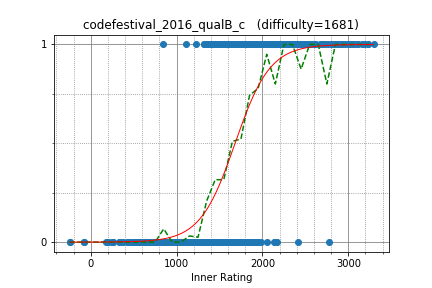 codefestival_2016_qualB_c   (difficulty=1681)
1
0
0 1000 2000 3000
Inner Rating